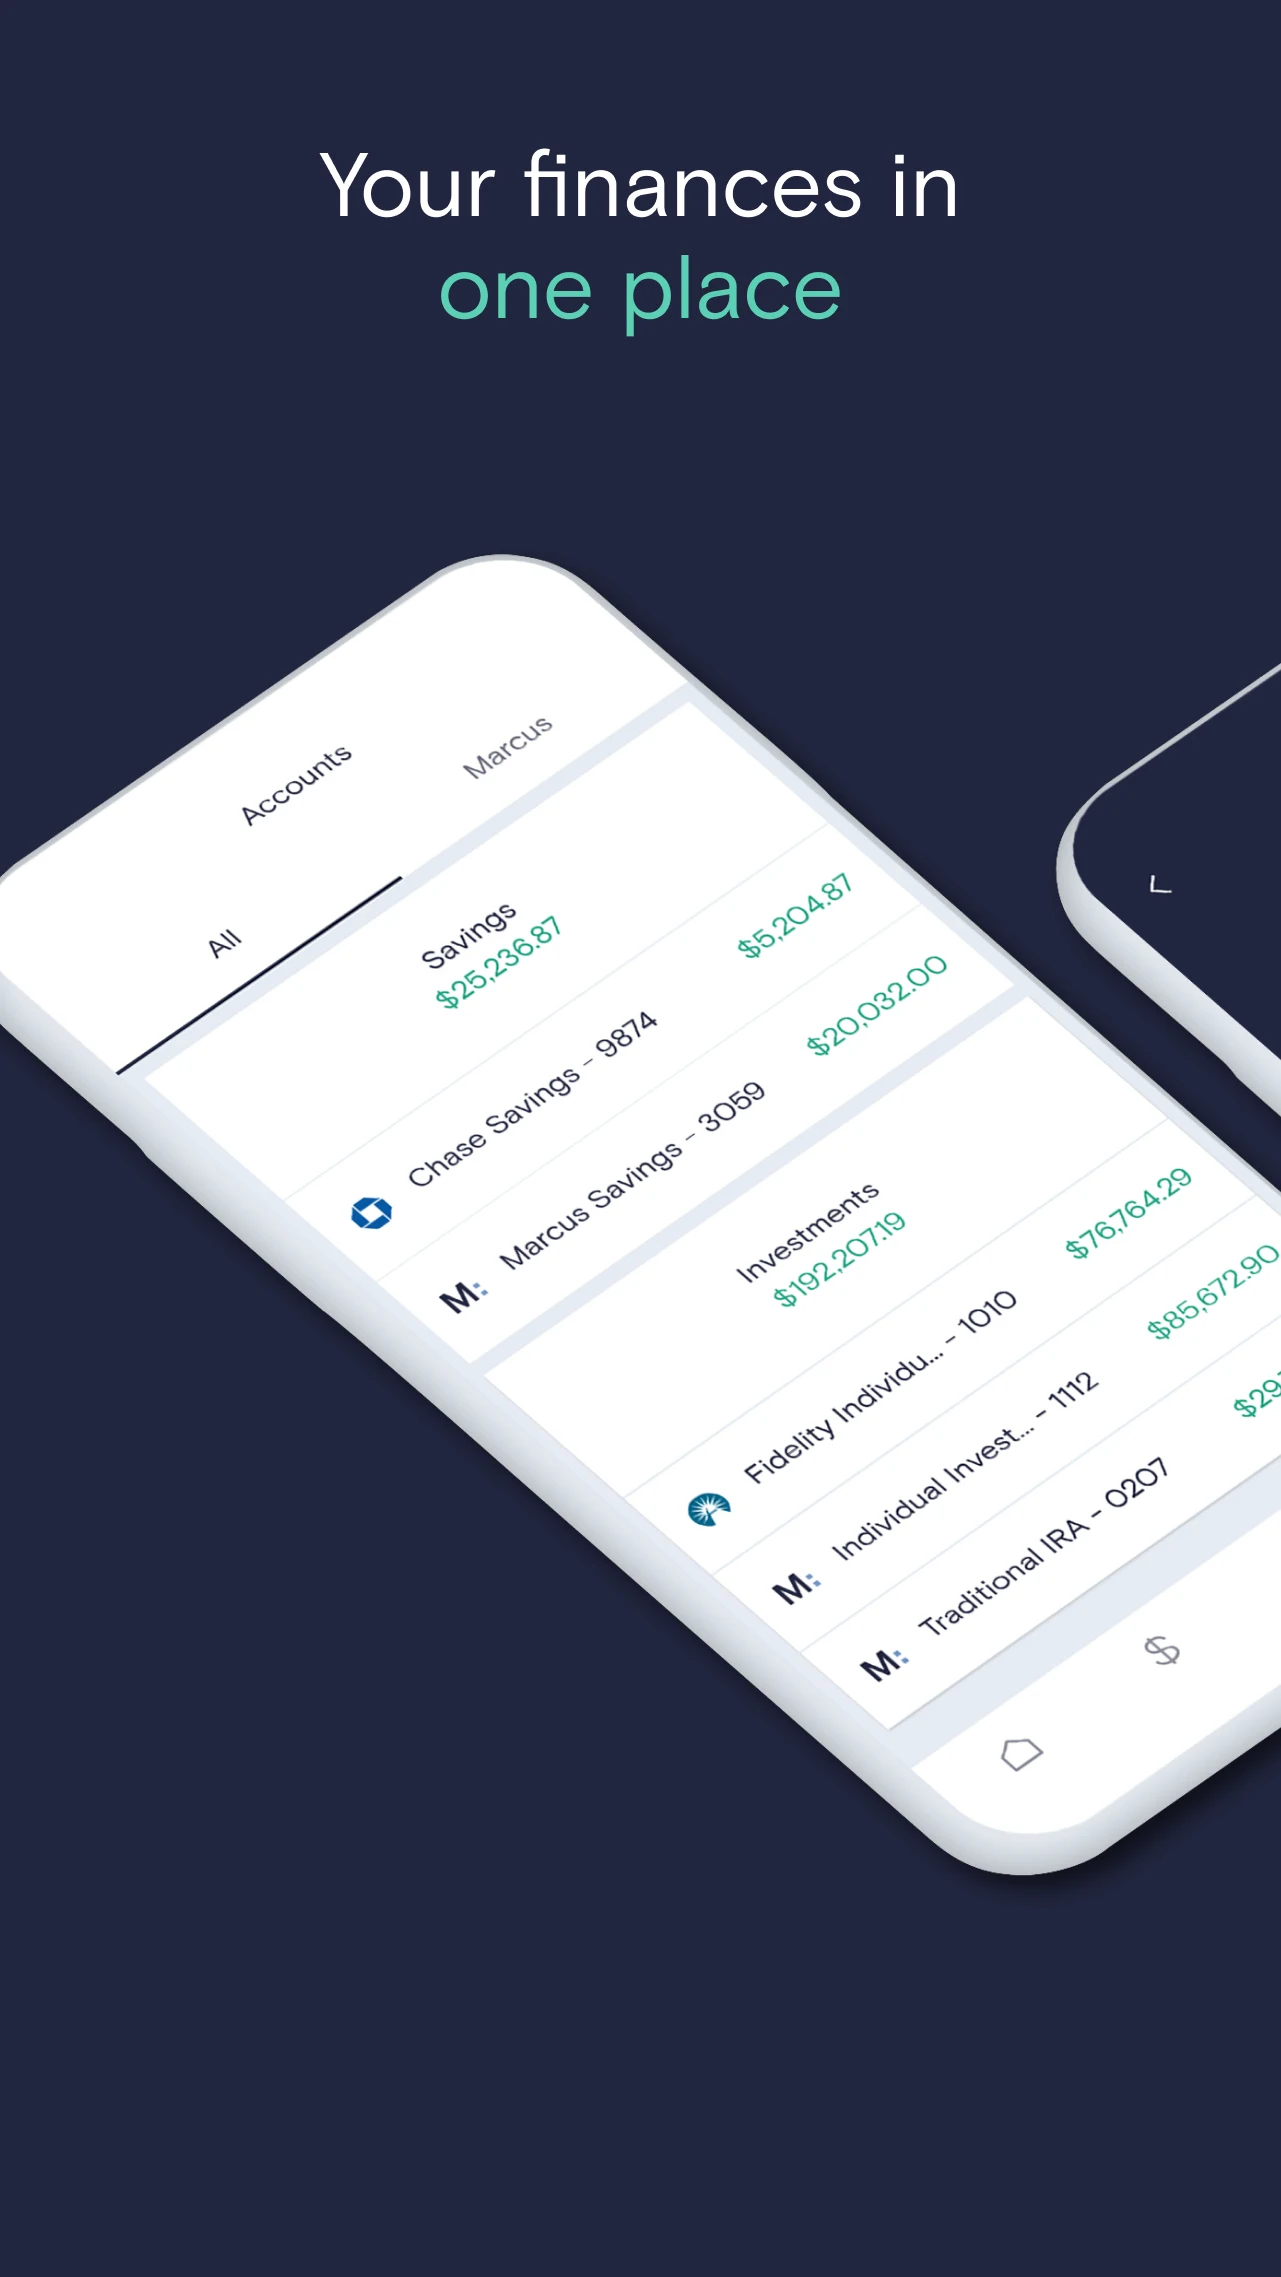 Your finances in
one place
Accounts
All
Marcus
Savings
$25,236.87
Chase Savings - 9874
$5,204.87
M: Marcus Savings - 3059
$20,032.00
Investments
$192,207.19
Fidelity Individu... - 1010
$76,764.29
M: Individual Invest... - 1112
$85,672.90
M: Traditional IRA - 0207
$